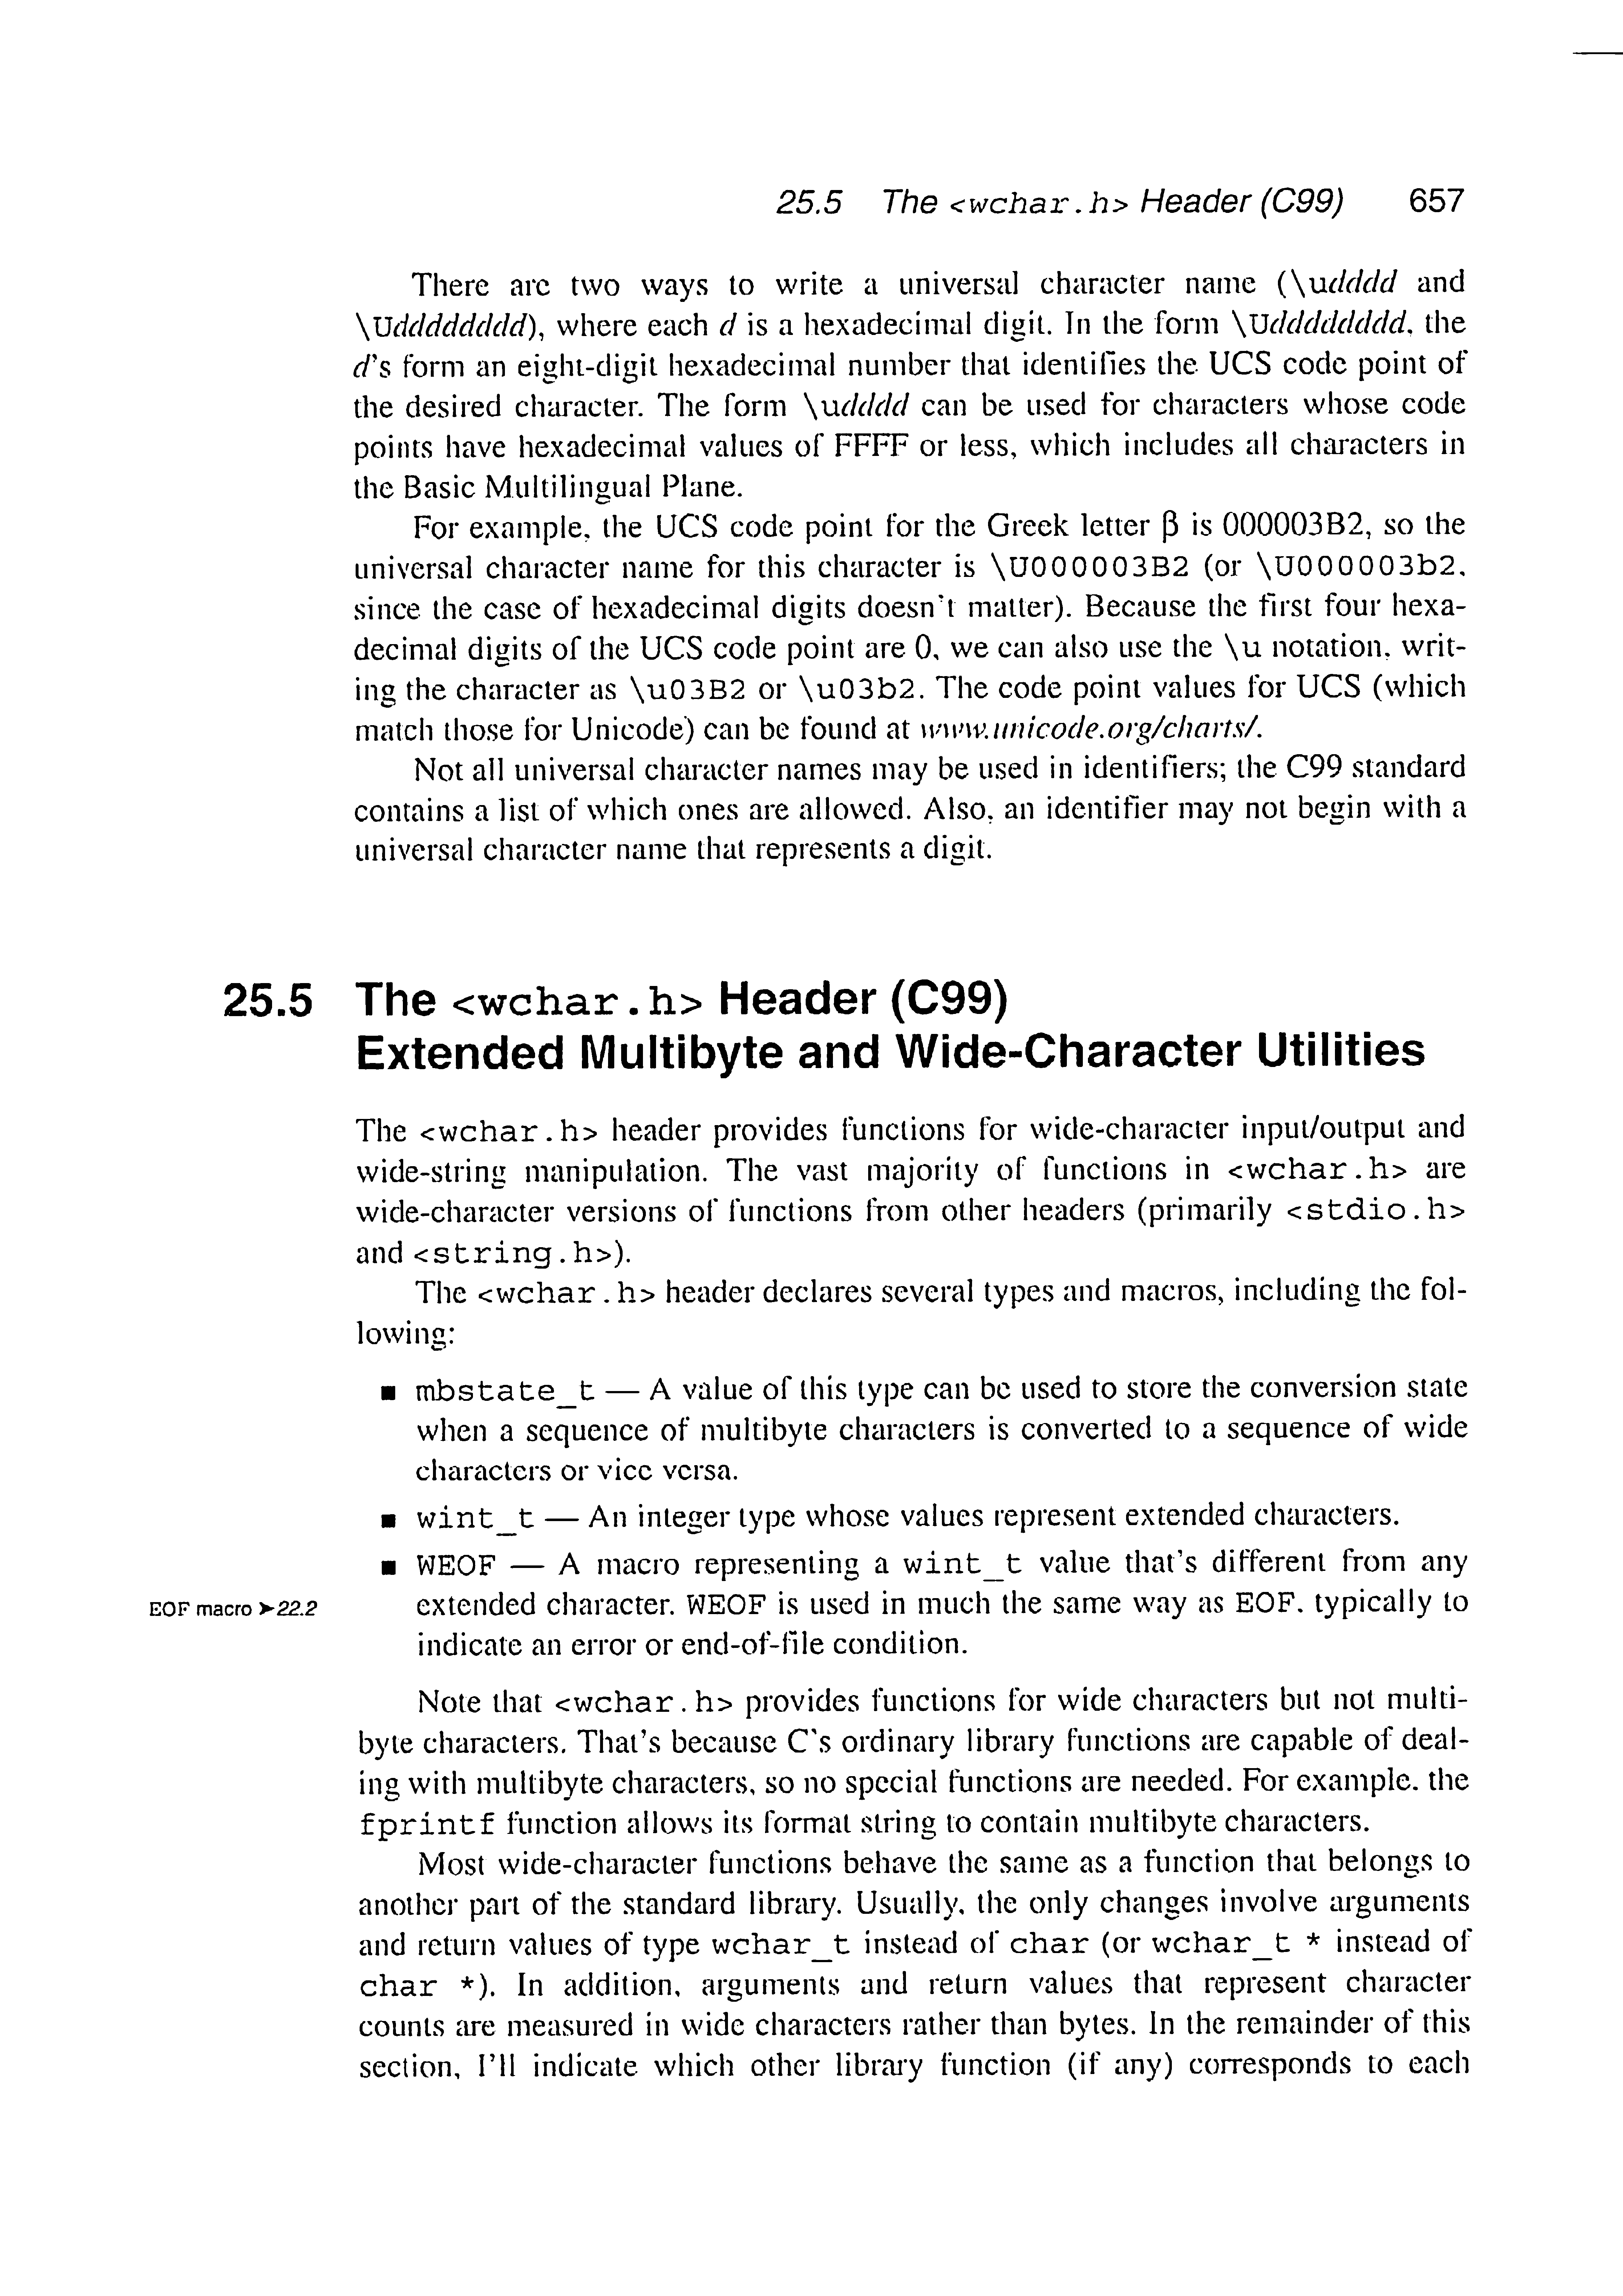 25.5 The <wchar.h> Header (C99) 657
There are two ways to write a universal character name (\udddd and
\Udddddddd), where each d is a hexadecimal digit. In the form \Udddddddd, the
d's form an eight-digit hexadecimal number that identifies the UCS code point of
the desired character. The form \udddd can be used for characters whose code
points have hexadecimal values of FFFF or less, which includes all characters in
the Basic Multilingual Plane.
For example, the UCS code point for the Greek letter β is 000003B2, so the
universal character name for this character is \U000003B2 (or \U000003b2,
since the case of hexadecimal digits doesn't matter). Because the first four hexa-
decimal digits of the UCS code point are 0, we can also use the \u notation, writ-
ing the character as \u03B2 or \u03b2. The code point values for UCS (which
match those for Unicode) can be found at www.unicode.org/charts/.
Not all universal character names may be used in identifiers; the C99 standard
contains a list of which ones are allowed. Also, an identifier may not begin with a
universal character name that represents a digit.
25.5 The <wchar.h> Header (C99)
Extended Multibyte and Wide-Character Utilities
The <wchar.h> header provides functions for wide-character input/output and
wide-string manipulation. The vast majority of functions in <wchar.h> are
wide-character versions of functions from other headers (primarily <stdio.h>
and <string.h>).
The <wchar.h> header declares several types and macros, including the fol-
lowing:
■ mbstate_t — A value of this type can be used to store the conversion state
when a sequence of multibyte characters is converted to a sequence of wide
characters or vice versa.
■ wint_t — An integer type whose values represent extended characters.
■ WEOF — A macro representing a wint_t value that's different from any
EOF macro ➤22.2 extended character. WEOF is used in much the same way as EOF, typically to
indicate an error or end-of-file condition.
Note that <wchar.h> provides functions for wide characters but not multi-
byte characters. That's because C's ordinary library functions are capable of deal-
ing with multibyte characters, so no special functions are needed. For example, the
fprintf function allows its format string to contain multibyte characters.
Most wide-character functions behave the same as a function that belongs to
another part of the standard library. Usually, the only changes involve arguments
and return values of type wchar_t instead of char (or wchar_t * instead of
char *). In addition, arguments and return values that represent character
counts are measured in wide characters rather than bytes. In the remainder of this
section, I'll indicate which other library function (if any) corresponds to each